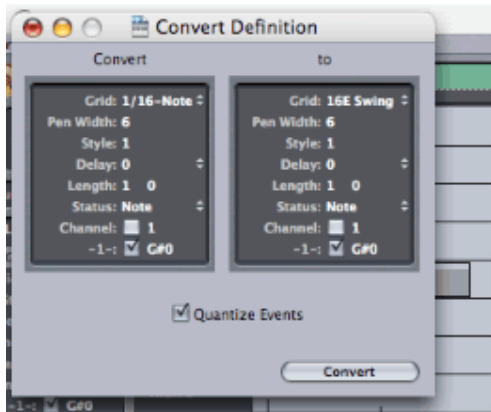 Convert Definition
Convert
to
Grid: 1/16-Note
Pen Width: 6
Style: 1
Delay: 0
Length: 1 0
Status: Note
Channel: 1
-1-: G#0
Grid: 16E Swing
Pen Width: 6
Style: 1
Delay: 0
Length: 1 0
Status: Note
Channel: 1
-1-: G#0
Quantize Events
Convert
-1-: G#0